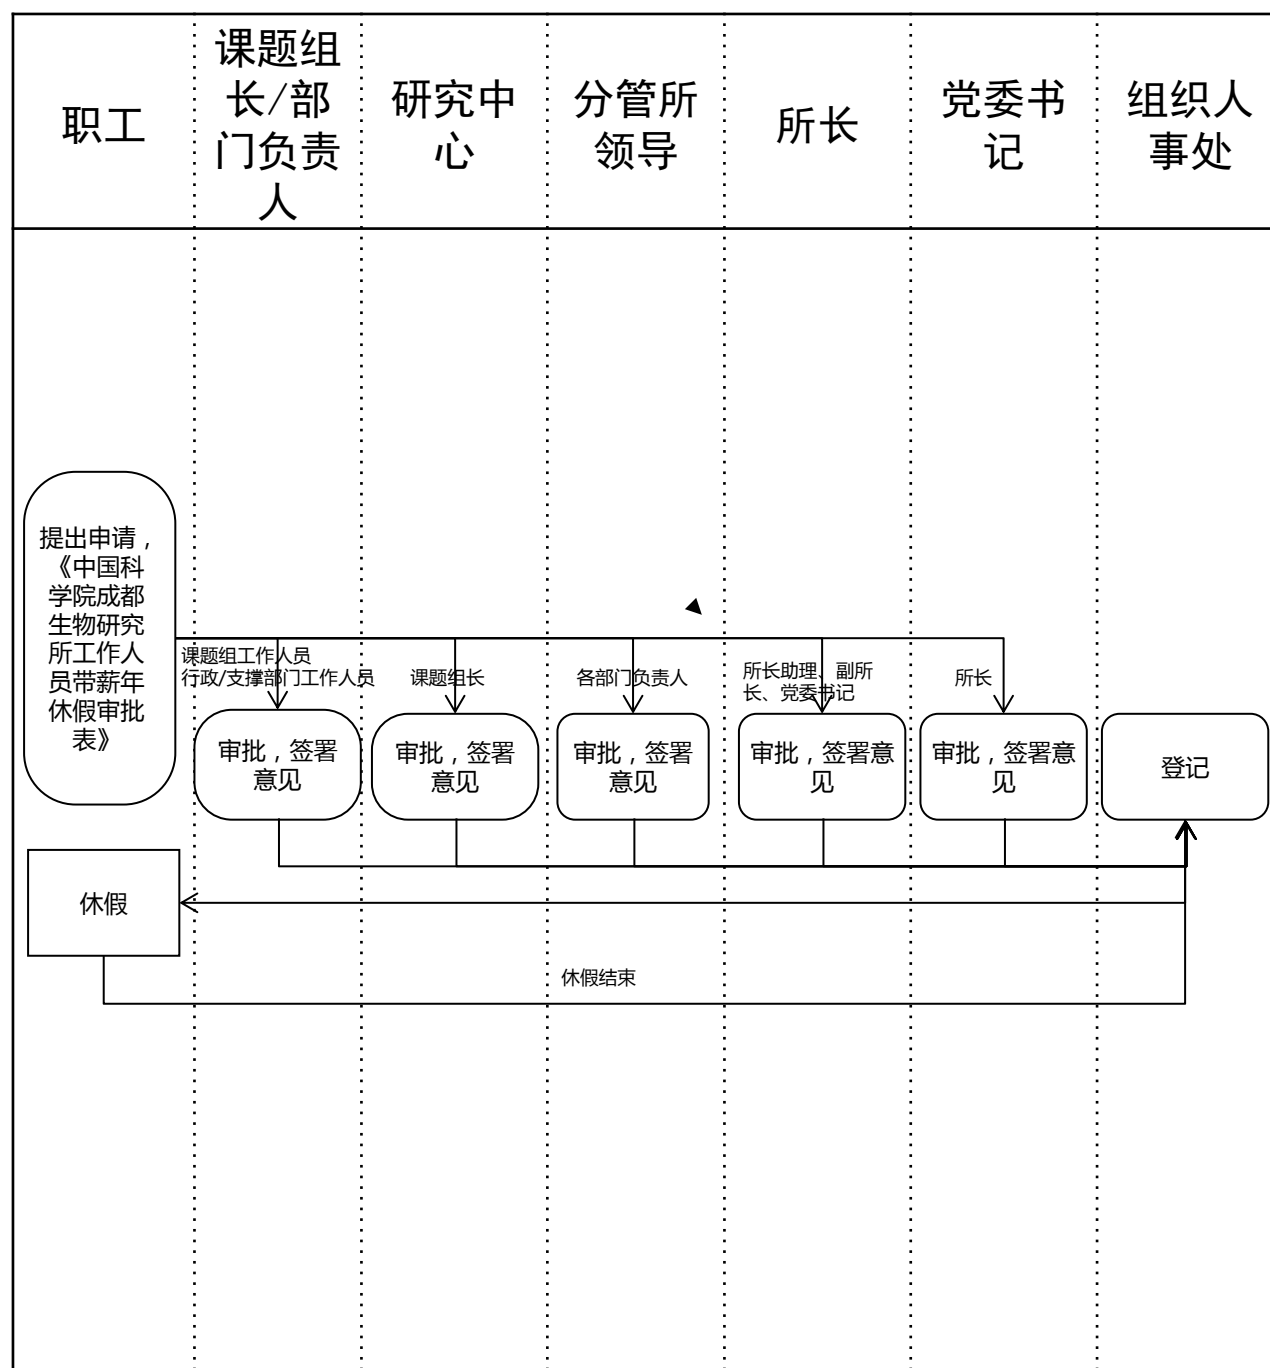 职工
课题组
长/部
门负责
人
研究中
心
分管所
领导
所长
党委书
记
组织人
事处
提出申请，
《中国科
学院成都
生物研究
所工作人
员带薪年
休假审批
表》
课题组工作人员
行政/支撑部门工作人员
课题组长
各部门负责人
所长助理、副所
长、党委书记
所长
审批，签署
意见
审批，签署
意见
审批，签署
意见
审批，签署意
见
审批，签署意
见
登记
休假
休假结束